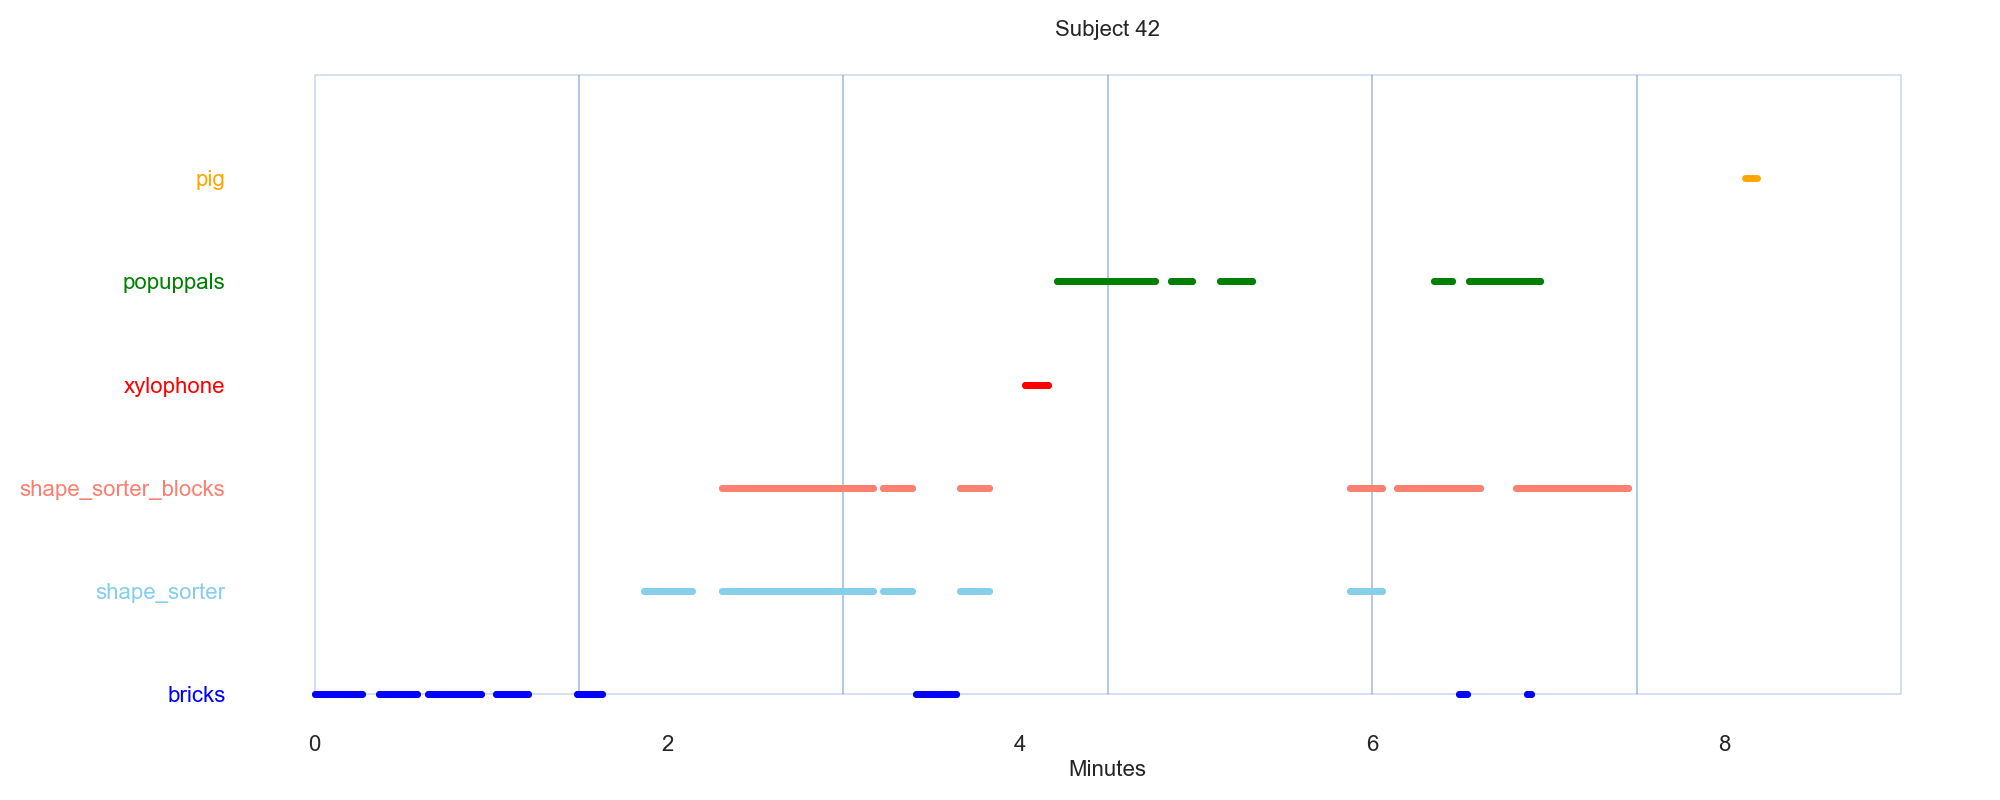 Subject 42
pig
popuppals
xylophone
shape_sorter_blocks
shape_sorter
bricks
0 2 4 6 8
Minutes